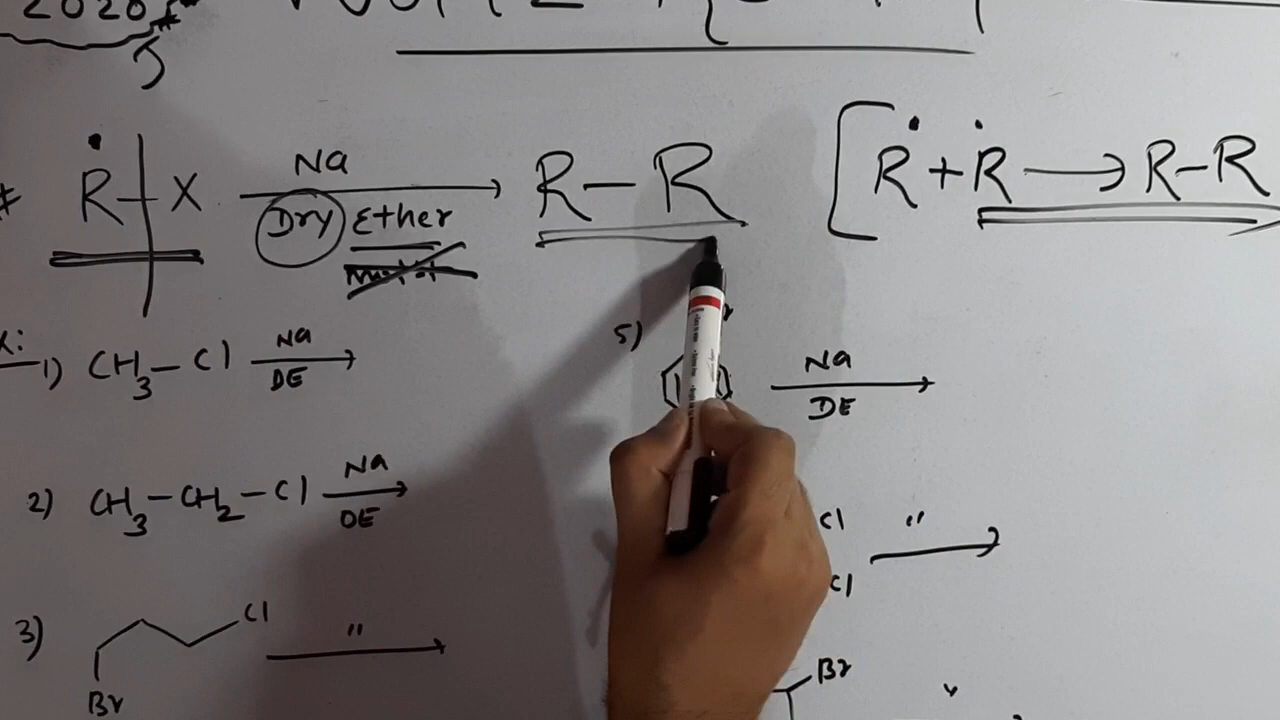 2020
Ṙ-X Na Dry Ether → R-R [Ṙ + Ṙ → R-R
1) CH3-Cl Na DE →
5) Na DE →
2) CH3-CH2-Cl Na DE →
Cl Cl " →
3) Br Cl " →
Br "